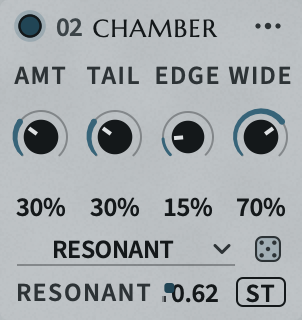 02 CHAMBER
AMT TAIL EDGE WIDE
30% 30% 15% 70%
RESONANT
RESONANT 0.62 ST